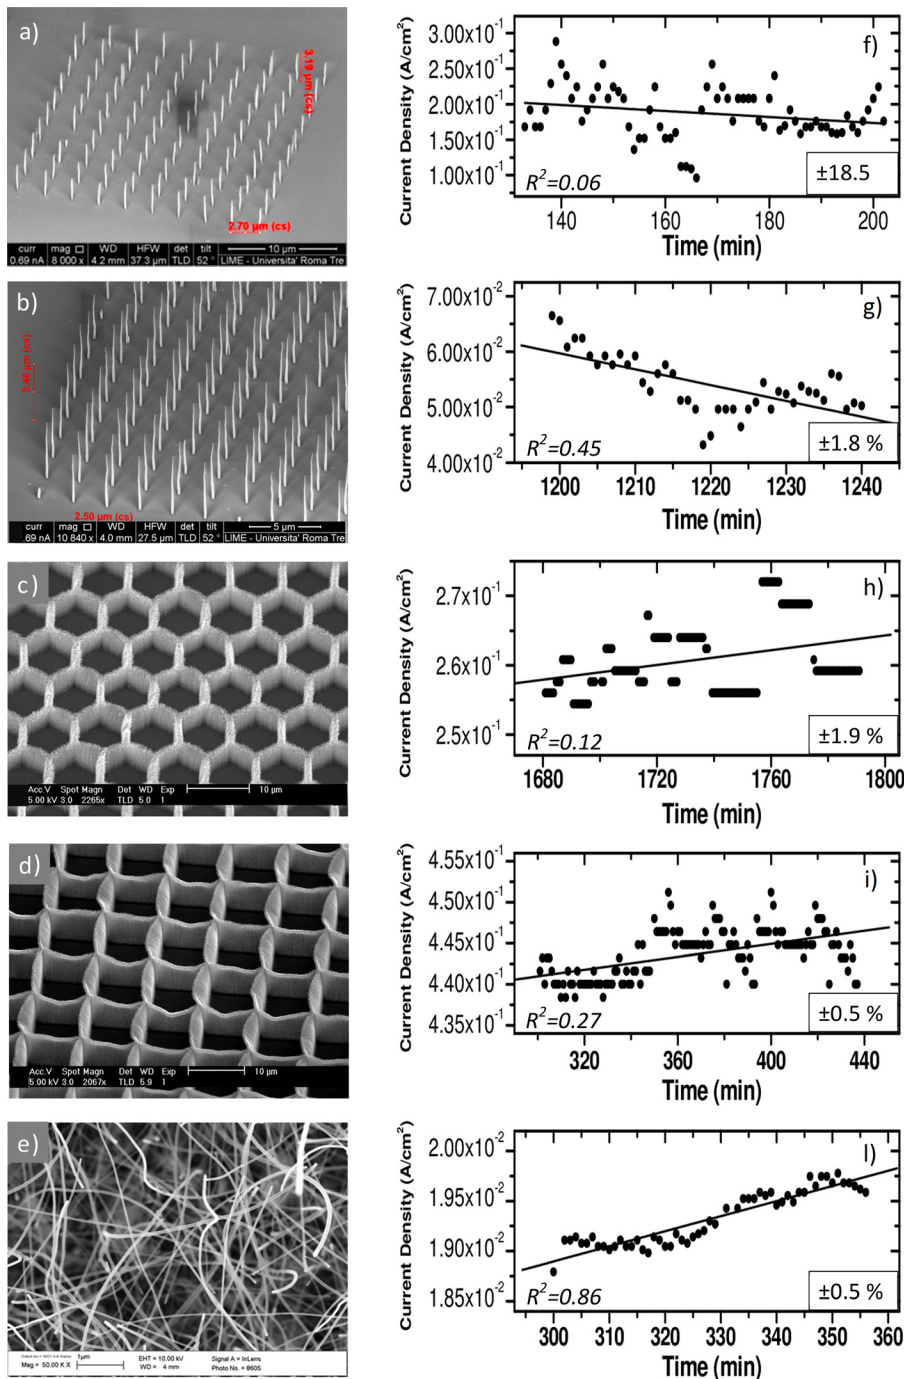 a)
3.19 µm (cs)
2.70 µm (cs)
curr mag WD HFW det tilt 10 µm
0.69 nA 8 000 x 4.2 mm 37.3 µm TLD 52 ° LIME - Universita' Roma Tre
f)
Current Density (A/cm²)
3.00x10⁻¹
2.50x10⁻¹
2.00x10⁻¹
1.50x10⁻¹
1.00x10⁻¹
R²=0.06
±18.5
140 160 180 200
Time (min)
b)
5.46 µm (cs)
2.50 µm (cs)
curr mag WD HFW det tilt 5 µm
.69 nA 10 840 x 4.0 mm 27.5 µm TLD 52 ° LIME - Universita' Roma Tre
g)
Current Density (A/cm²)
7.00x10⁻²
6.00x10⁻²
5.00x10⁻²
4.00x10⁻²
R²=0.45
±1.8 %
1200 1210 1220 1230 1240
Time (min)
c)
Acc.V Spot Magn Det WD Exp 10 µm
5.00 kV 3.0 2265x TLD 5.0 1
h)
Current Density (A/cm²)
2.7x10⁻¹
2.6x10⁻¹
2.5x10⁻¹
R²=0.12
±1.9 %
1680 1720 1760 1800
Time (min)
d)
Acc.V Spot Magn Det WD Exp 10 µm
5.00 kV 3.0 2067x TLD 5.9 1
i)
Current Density (A/cm²)
4.55x10⁻¹
4.50x10⁻¹
4.45x10⁻¹
4.40x10⁻¹
4.35x10⁻¹
R²=0.27
±0.5 %
320 360 400 440
Time (min)
e)
1µm
Mag = 50.00 K X
EHT = 10.00 kV
WD = 4 mm
Signal A = InLens
Photo No. = 8605
l)
Current Density (A/cm²)
2.00x10⁻²
1.95x10⁻²
1.90x10⁻²
1.85x10⁻²
R²=0.86
±0.5 %
300 310 320 330 340 350 360
Time (min)